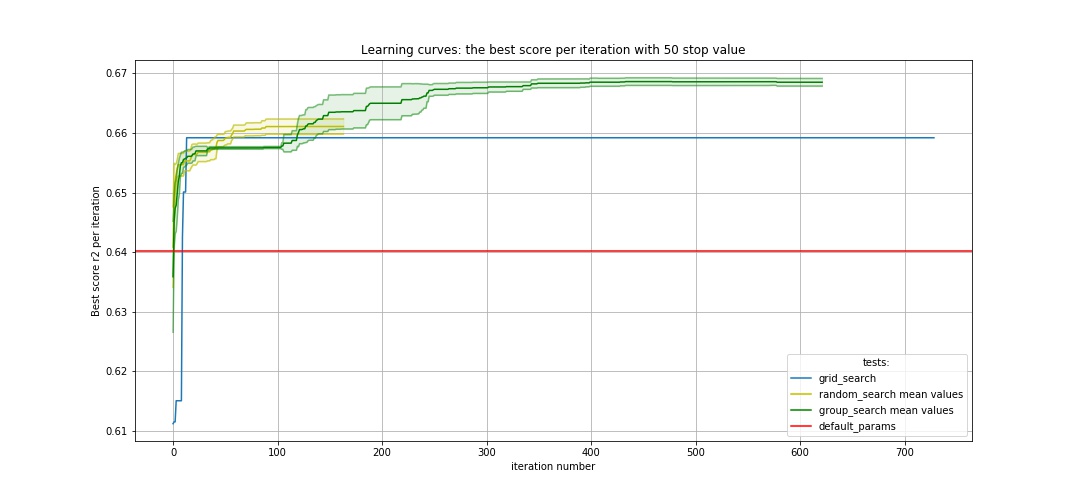 Learning curves: the best score per iteration with 50 stop value
Best score r2 per iteration
0.67
0.66
0.65
0.64
0.63
0.62
0.61
0 100 200 300 400 500 600 700
iteration number
tests:
grid_search
random_search mean values
group_search mean values
default_params